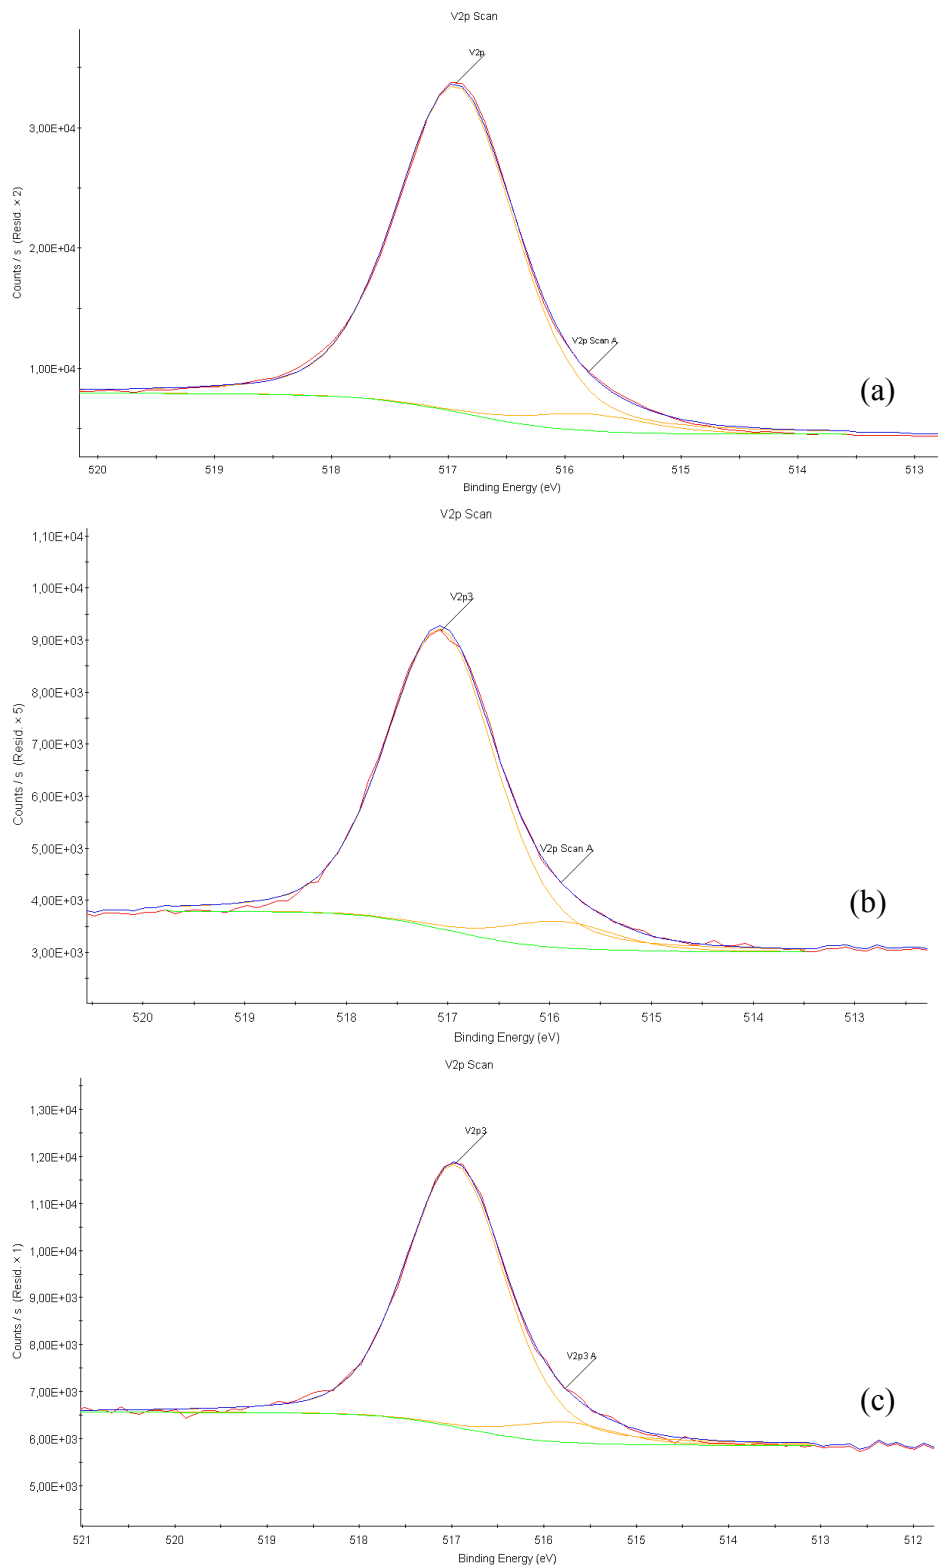 V2p Scan
V2p
3,00E+04
2,00E+04
V2p Scan A
1,00E+04
Counts / s (Resid. × 2)
(a)
520 519 518 517 516 515 514 513
Binding Energy (eV)
V2p Scan
1,10E+04
1,00E+04
V2p3
9,00E+03
8,00E+03
7,00E+03
6,00E+03
5,00E+03
V2p Scan A
4,00E+03
3,00E+03
Counts / s (Resid. × 5)
(b)
520 519 518 517 516 515 514 513
Binding Energy (eV)
V2p Scan
1,30E+04
V2p3
1,20E+04
1,10E+04
1,00E+04
9,00E+03
8,00E+03
V2p3 A
7,00E+03
6,00E+03
5,00E+03
Counts / s (Resid. × 1)
(c)
521 520 519 518 517 516 515 514 513 512
Binding Energy (eV)